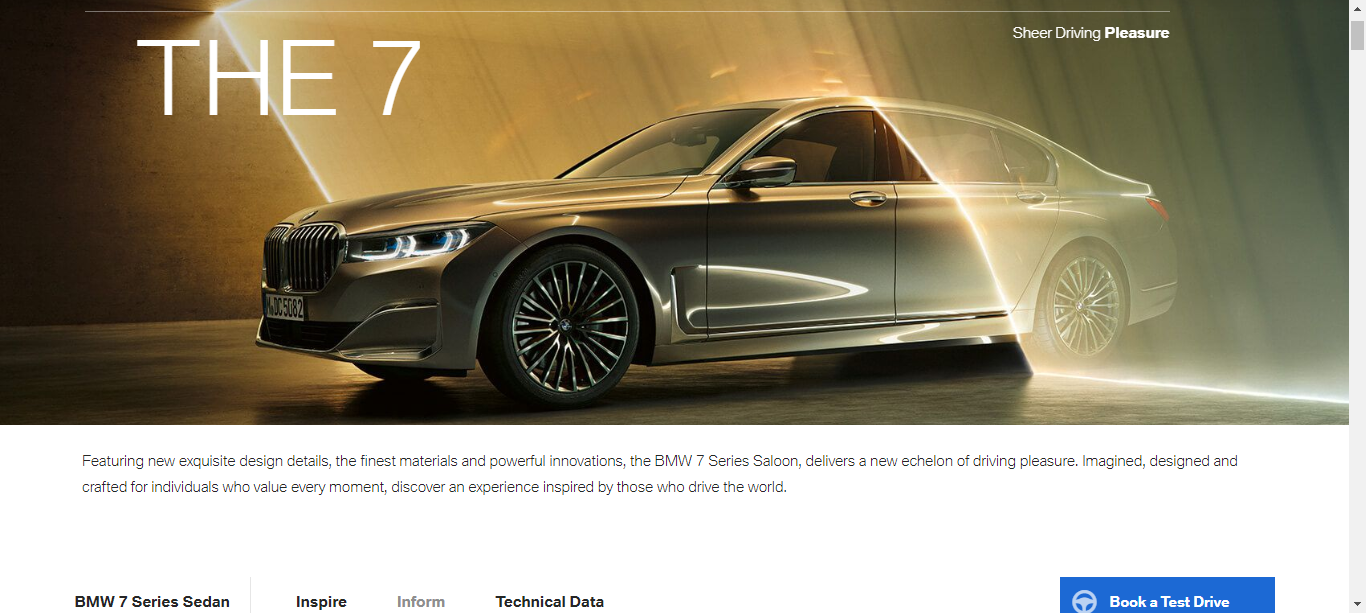 Sheer Driving Pleasure
THE 7
M DC 5082
Featuring new exquisite design details, the finest materials and powerful innovations, the BMW 7 Series Saloon, delivers a new echelon of driving pleasure. Imagined, designed and
crafted for individuals who value every moment, discover an experience inspired by those who drive the world.
BMW 7 Series Sedan
Inspire
Inform
Technical Data
Book a Test Drive